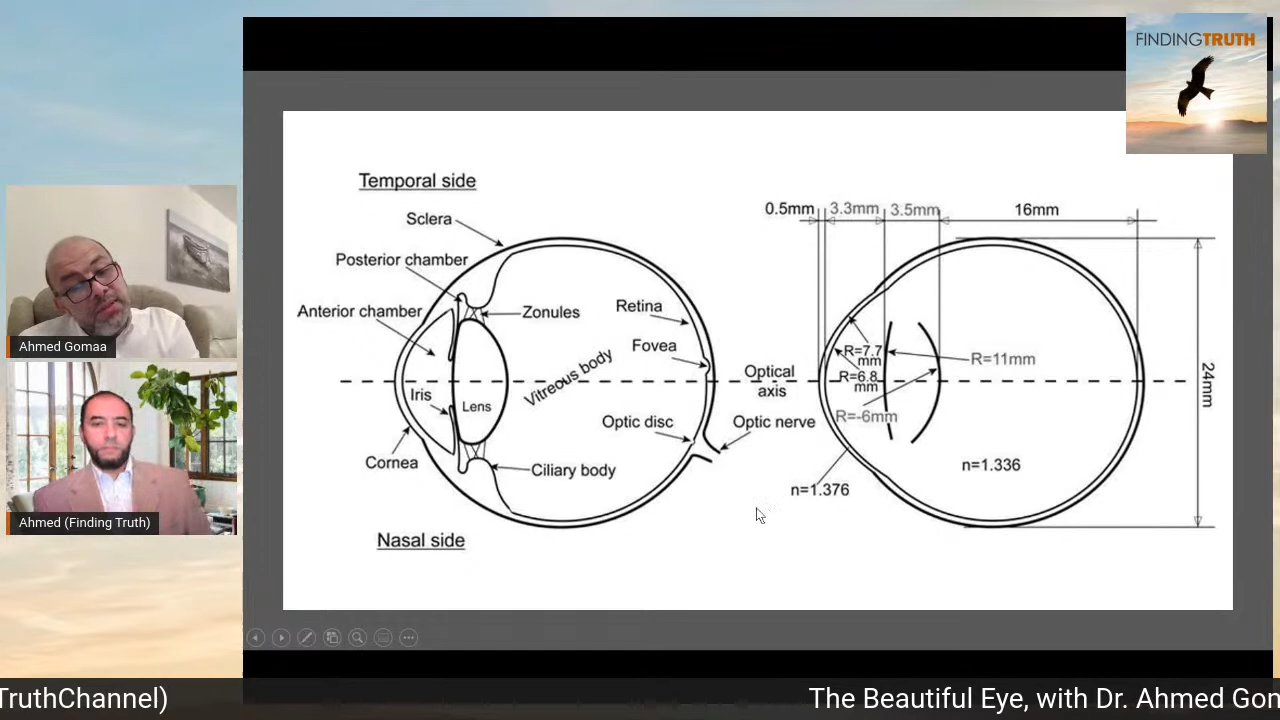 FINDINGTRUTH
Temporal side
Sclera
Posterior chamber
Anterior chamber
Zonules
Retina
Fovea
Vitreous body
Iris
Lens
Optic disc
Optic nerve
Optical
axis
Cornea
Ciliary body
Nasal side
0.5mm
3.3mm
3.5mm
16mm
R=7.7
mm
R=6.8
mm
R=11mm
R=-6mm
24mm
n=1.336
n=1.376
Ahmed Gomaa
Ahmed (Finding Truth)
TruthChannel)
The Beautiful Eye, with Dr. Ahmed Gon